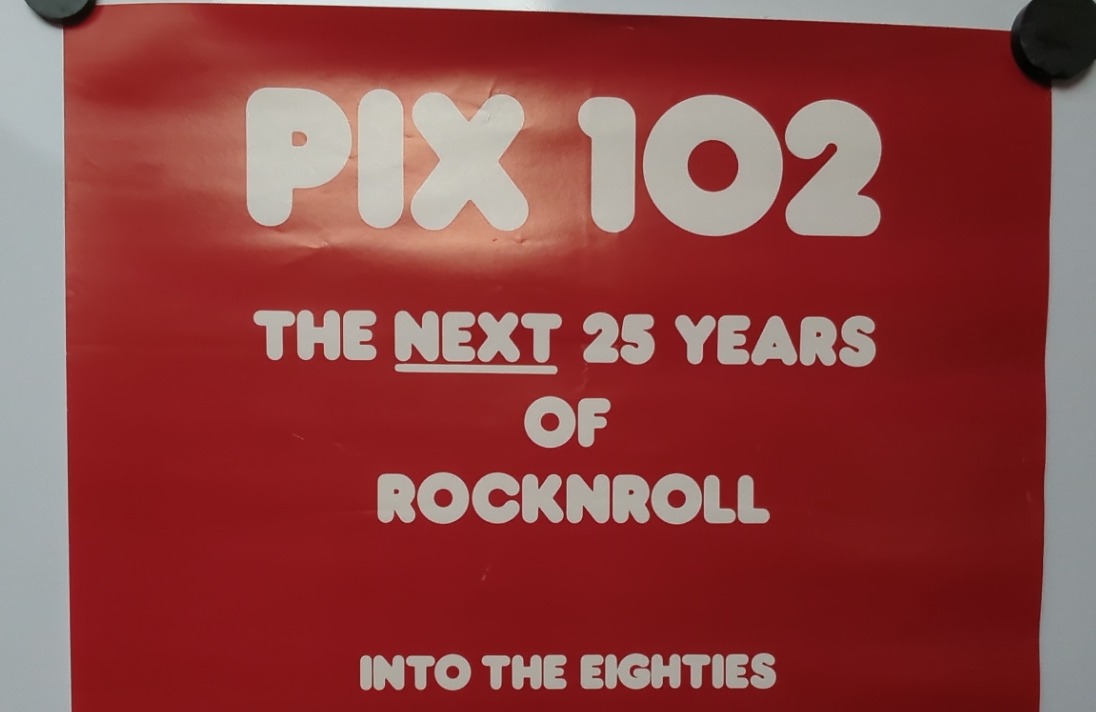 PIX 102
THE NEXT 25 YEARS
OF
ROCKNROLL
INTO THE EIGHTIES